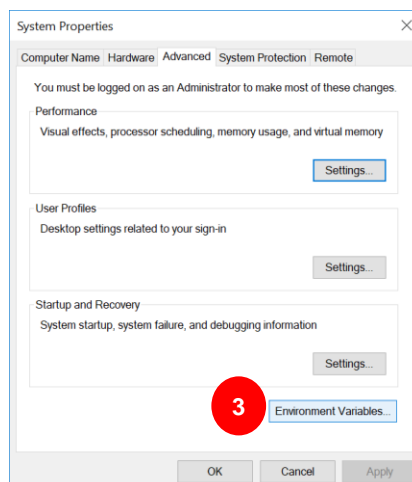 System Properties
Computer Name Hardware Advanced System Protection Remote
You must be logged on as an Administrator to make most of these changes.
Performance
Visual effects, processor scheduling, memory usage, and virtual memory
Settings...
User Profiles
Desktop settings related to your sign-in
Settings...
Startup and Recovery
System startup, system failure, and debugging information
Settings...
3 Environment Variables...
OK Cancel Apply